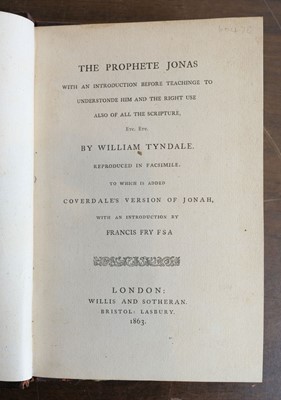 THE PROPHETE JONAS
WITH AN INTRODUCTION BEFORE TEACHINGE TO
UNDERSTONDE HIM AND THE RIGHT USE
ALSO OF ALL THE SCRIPTURE,
Etc. Etc.
BY WILLIAM TYNDALE.
REPRODUCED IN FACSIMILE.
TO WHICH IS ADDED
COVERDALE'S VERSION OF JONAH,
WITH AN INTRODUCTION BY
FRANCIS FRY FSA
LONDON:
WILLIS AND SOTHERAN.
BRISTOL: LASBURY.
1863.